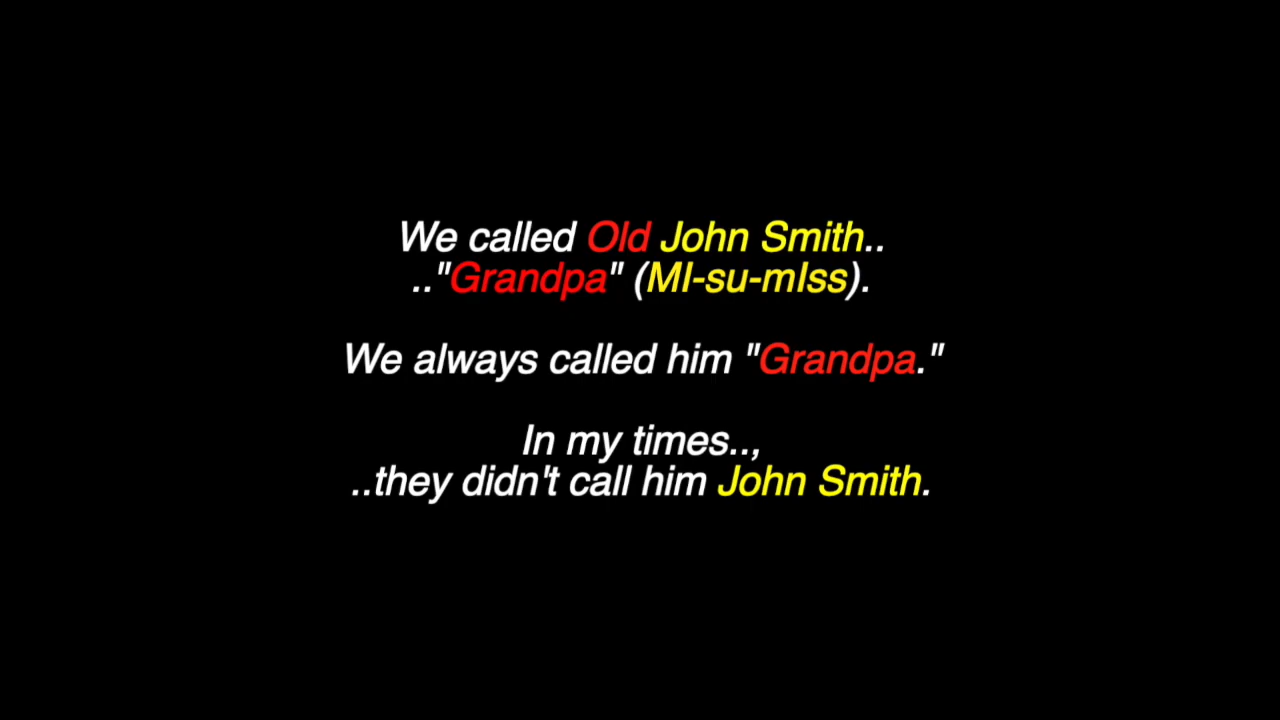 We called Old John Smith..
.."Grandpa" (MI-su-mIss).
We always called him "Grandpa."
In my times..,
..they didn't call him John Smith.